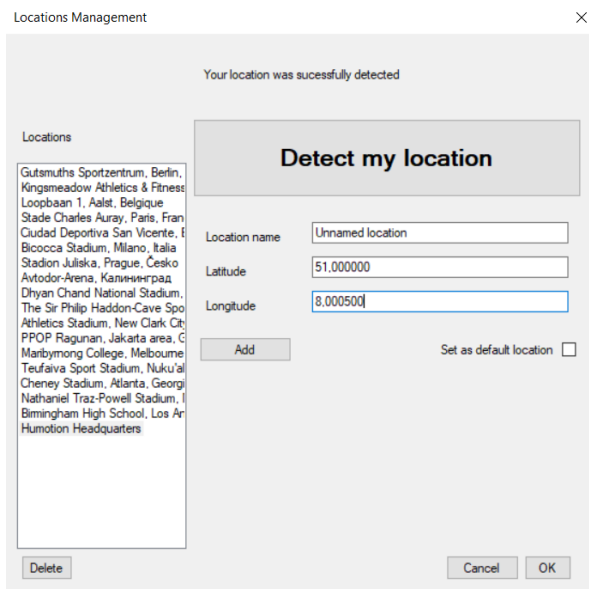 Locations Management
Your location was sucessfully detected
Locations
Detect my location
Gutsmuths Sportzentrum, Berlin,
Kingsmeadow Athletics & Fitness
Loopbaan 1, Aalst, Belgique
Stade Charles Auray, Paris, Fran
Ciudad Deportiva San Vicente, E
Bicocca Stadium, Milano, Italia
Stadion Juliska, Prague, Česko
Avtodor-Arena, Калининград
Dhyan Chand National Stadium,
The Sir Philip Haddon-Cave Spo
Athletics Stadium, New Clark City
PPOP Ragunan, Jakarta area, G
Maribymong College, Melbourne
Teufaiva Sport Stadium, Nuku'al
Cheney Stadium, Atlanta, Georgi
Nathaniel Traz-Powell Stadium,
Birmingham High School, Los An
Humotion Headquarters
Location name
Unnamed location
Latitude
51,000000
Longitude
8,000500
Add
Set as default location
Delete
Cancel
OK